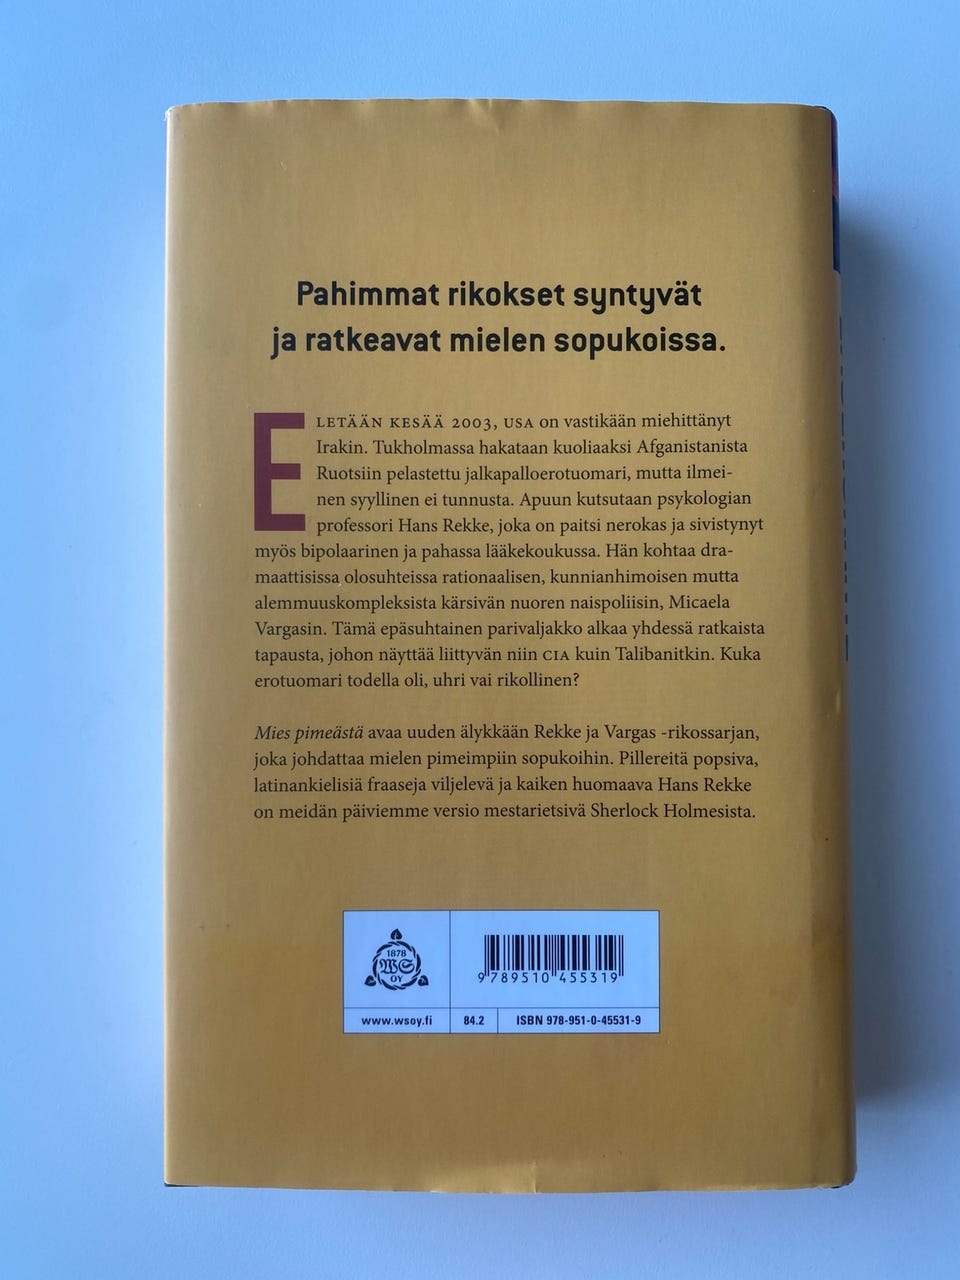 Pahimmat rikokset syntyvät
ja ratkeavat mielen sopukoissa.
ELETÄÄN KESÄÄ 2003, USA on vastikään miehittänyt
Irakin. Tukholmassa hakataan kuoliaaksi Afganistanista
Ruotsiin pelastettu jalkapalloerotuomari, mutta ilmei-
nen syyllinen ei tunnusta. Apuun kutsutaan psykologian
professori Hans Rekke, joka on paitsi nerokas ja sivistynyt
myös bipolaarinen ja pahassa lääkekoukussa. Hän kohtaa dra-
maattisissa olosuhteissa rationaalisen, kunnianhimoisen mutta
alemmuuskompleksista kärsivän nuoren naispoliisin, Micaela
Vargasin. Tämä epäsuhtainen parivaljakko alkaa yhdessä ratkaista
tapausta, johon näyttää liittyvän niin CIA kuin Talibanitkin. Kuka
erotuomari todella oli, uhri vai rikollinen?
Mies pimeästä avaa uuden älykkään Rekke ja Vargas -rikossarjan,
joka johdattaa mielen pimeimpiin sopukoihin. Pillereitä popsiva,
latinankielisiä fraaseja viljelevä ja kaiken huomaava Hans Rekke
on meidän päiviemme versio mestarietsivä Sherlock Holmesista.
1878
WS
OY
9 789510 455319
www.wsoy.fi
84.2
ISBN 978-951-0-45531-9